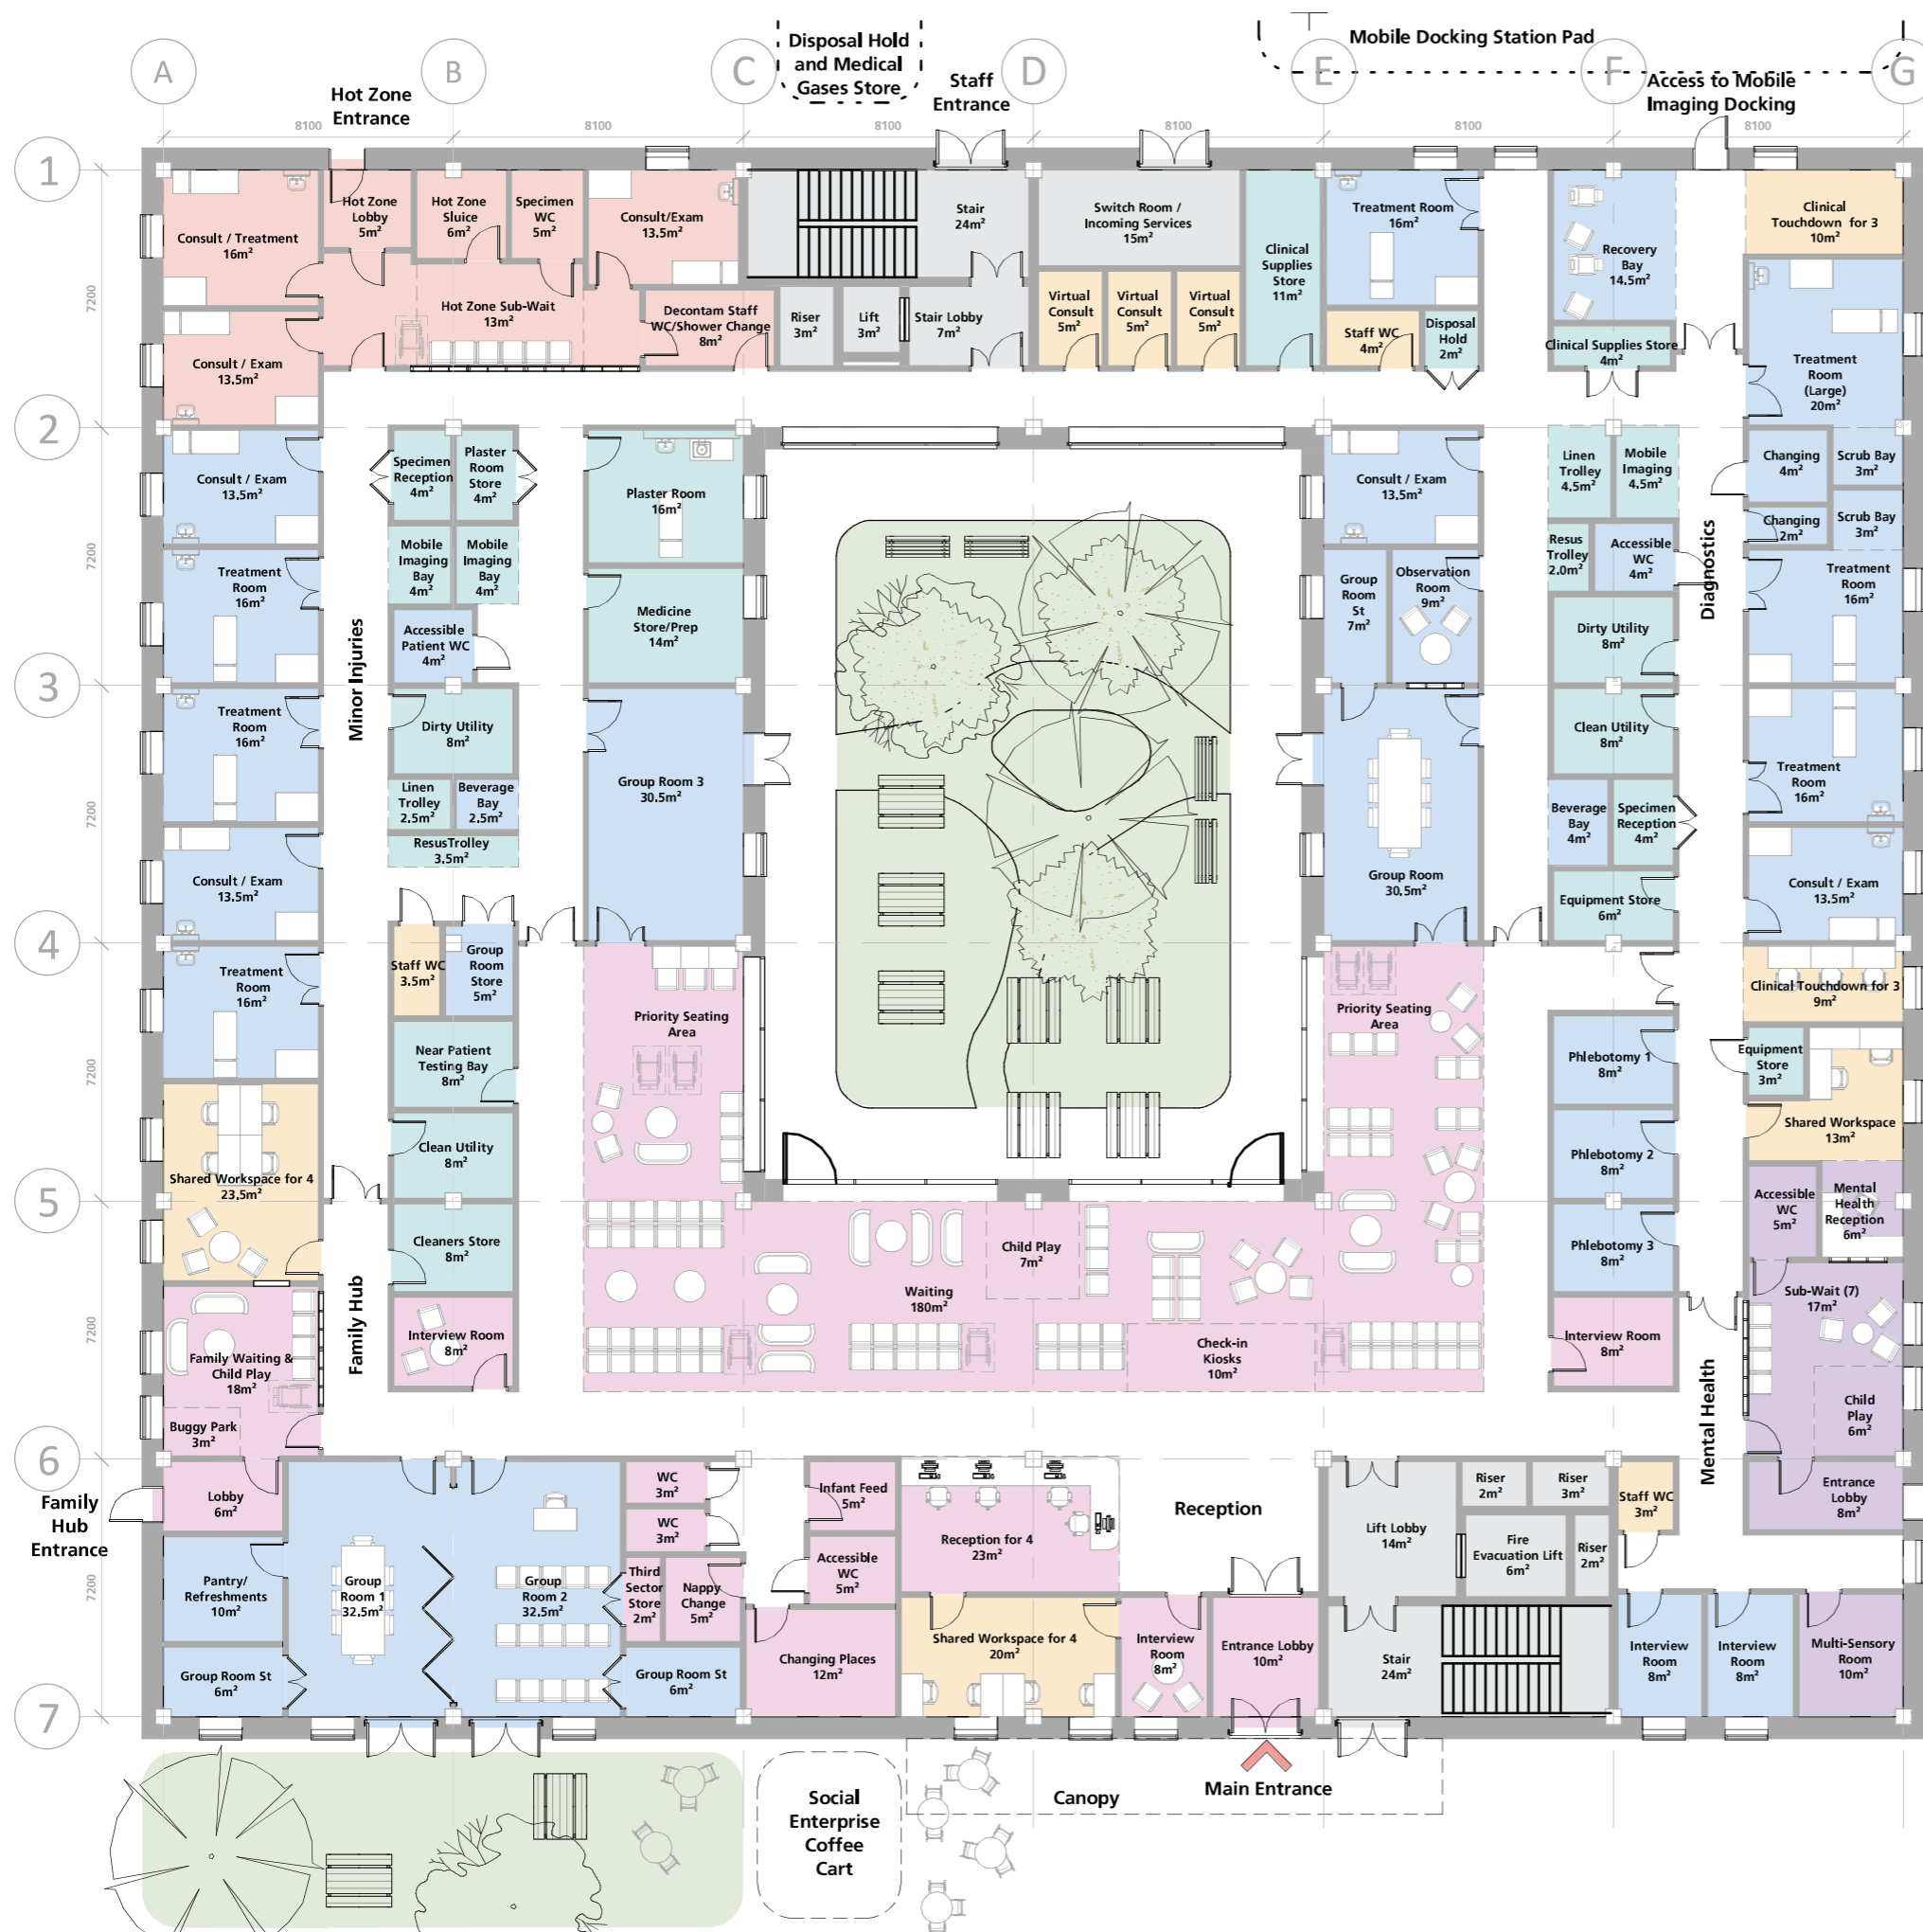 Disposal Hold
and Medical
Gases Store
Mobile Docking Station Pad
A
B
C
D
E
F
G
Hot Zone
Entrance
Staff
Entrance
Access to Mobile
Imaging Docking
8100
8100
8100
8100
8100
8100
1
2
3
4
5
6
7
7200
7200
7200
7200
7200
7200
Consult / Treatment
16m²
Hot Zone
Lobby
5m²
Hot Zone
Sluice
6m²
Specimen
WC
5m²
Consult/Exam
13.5m²
Stair
24m²
Switch Room /
Incoming Services
15m²
Clinical
Supplies
Store
11m²
Treatment Room
16m²
Recovery
Bay
14.5m²
Clinical
Touchdown for 3
10m²
Consult / Exam
13.5m²
Hot Zone Sub-Wait
13m²
Decontam Staff
WC/Shower Change
8m²
Riser
3m²
Lift
3m²
Stair Lobby
7m²
Virtual
Consult
5m²
Virtual
Consult
5m²
Virtual
Consult
5m²
Staff WC
4m²
Disposal
Hold
2m²
Clinical Supplies Store
4m²
Treatment
Room
(Large)
20m²
Consult / Exam
13.5m²
Specimen
Reception
4m²
Plaster
Room
Store
4m²
Plaster Room
16m²
Consult / Exam
13.5m²
Linen
Trolley
4.5m²
Mobile
Imaging
4.5m²
Changing
4m²
Scrub Bay
3m²
Changing
2m²
Scrub Bay
3m²
Treatment
Room
16m²
Mobile
Imaging
Bay
4m²
Mobile
Imaging
Bay
4m²
Medicine
Store/Prep
14m²
Group
Room
St
7m²
Observation
Room
9m²
Resus
Trolley
2.0m²
Accessible
WC
4m²
Diagnostics
Treatment
Room
16m²
Minor Injuries
Accessible
Patient WC
4m²
Dirty Utility
8m²
Treatment
Room
16m²
Dirty Utility
8m²
Group Room 3
30.5m²
Clean Utility
8m²
Treatment
Room
16m²
Linen
Trolley
2.5m²
Beverage
Bay
2.5m²
ResusTrolley
3.5m²
Group Room
30.5m²
Beverage
Bay
4m²
Specimen
Reception
4m²
Consult / Exam
13.5m²
Equipment Store
6m²
Consult / Exam
13.5m²
Treatment
Room
16m²
Staff WC
3.5m²
Group
Room
Store
5m²
Priority Seating
Area
Priority Seating
Area
Clinical Touchdown for 3
9m²
Near Patient
Testing Bay
8m²
Phlebotomy 1
8m²
Equipment
Store
3m²
Shared Workspace
13m²
Clean Utility
8m²
Phlebotomy 2
8m²
Shared Workspace for 4
23,5m²
Accessible
WC
5m²
Mental
Health
Reception
6m²
Cleaners Store
8m²
Child Play
7m²
Phlebotomy 3
8m²
Waiting
180m²
Sub-Wait (7)
17m²
Family Hub
Family Waiting &
Child Play
18m²
Buggy Park
3m²
Interview Room
8m²
Check-in
Kiosks
10m²
Interview Room
8m²
Child
Play
6m²
Mental Health
Family
Hub
Entrance
Lobby
6m²
WC
3m²
WC
3m²
Infant Feed
5m²
Reception for 4
23m²
Reception
Lift Lobby
14m²
Riser
2m²
Riser
3m²
Staff WC
3m²
Entrance
Lobby
8m²
Pantry/
Refreshments
10m²
Group
Room 1
32.5m²
Group
Room 2
32.5m²
Third
Sector
Store
2m²
Nappy
Change
5m²
Accessible
WC
5m²
Fire
Evacuation Lift
6m²
Riser
2m²
Group Room St
6m²
Group Room St
6m²
Changing Places
12m²
Shared Workspace for 4
20m²
Interview
Room
8m²
Entrance Lobby
10m²
Stair
24m²
Interview
Room
8m²
Interview
Room
8m²
Multi-Sensory
Room
10m²
Social
Enterprise
Coffee
Cart
Canopy
Main Entrance